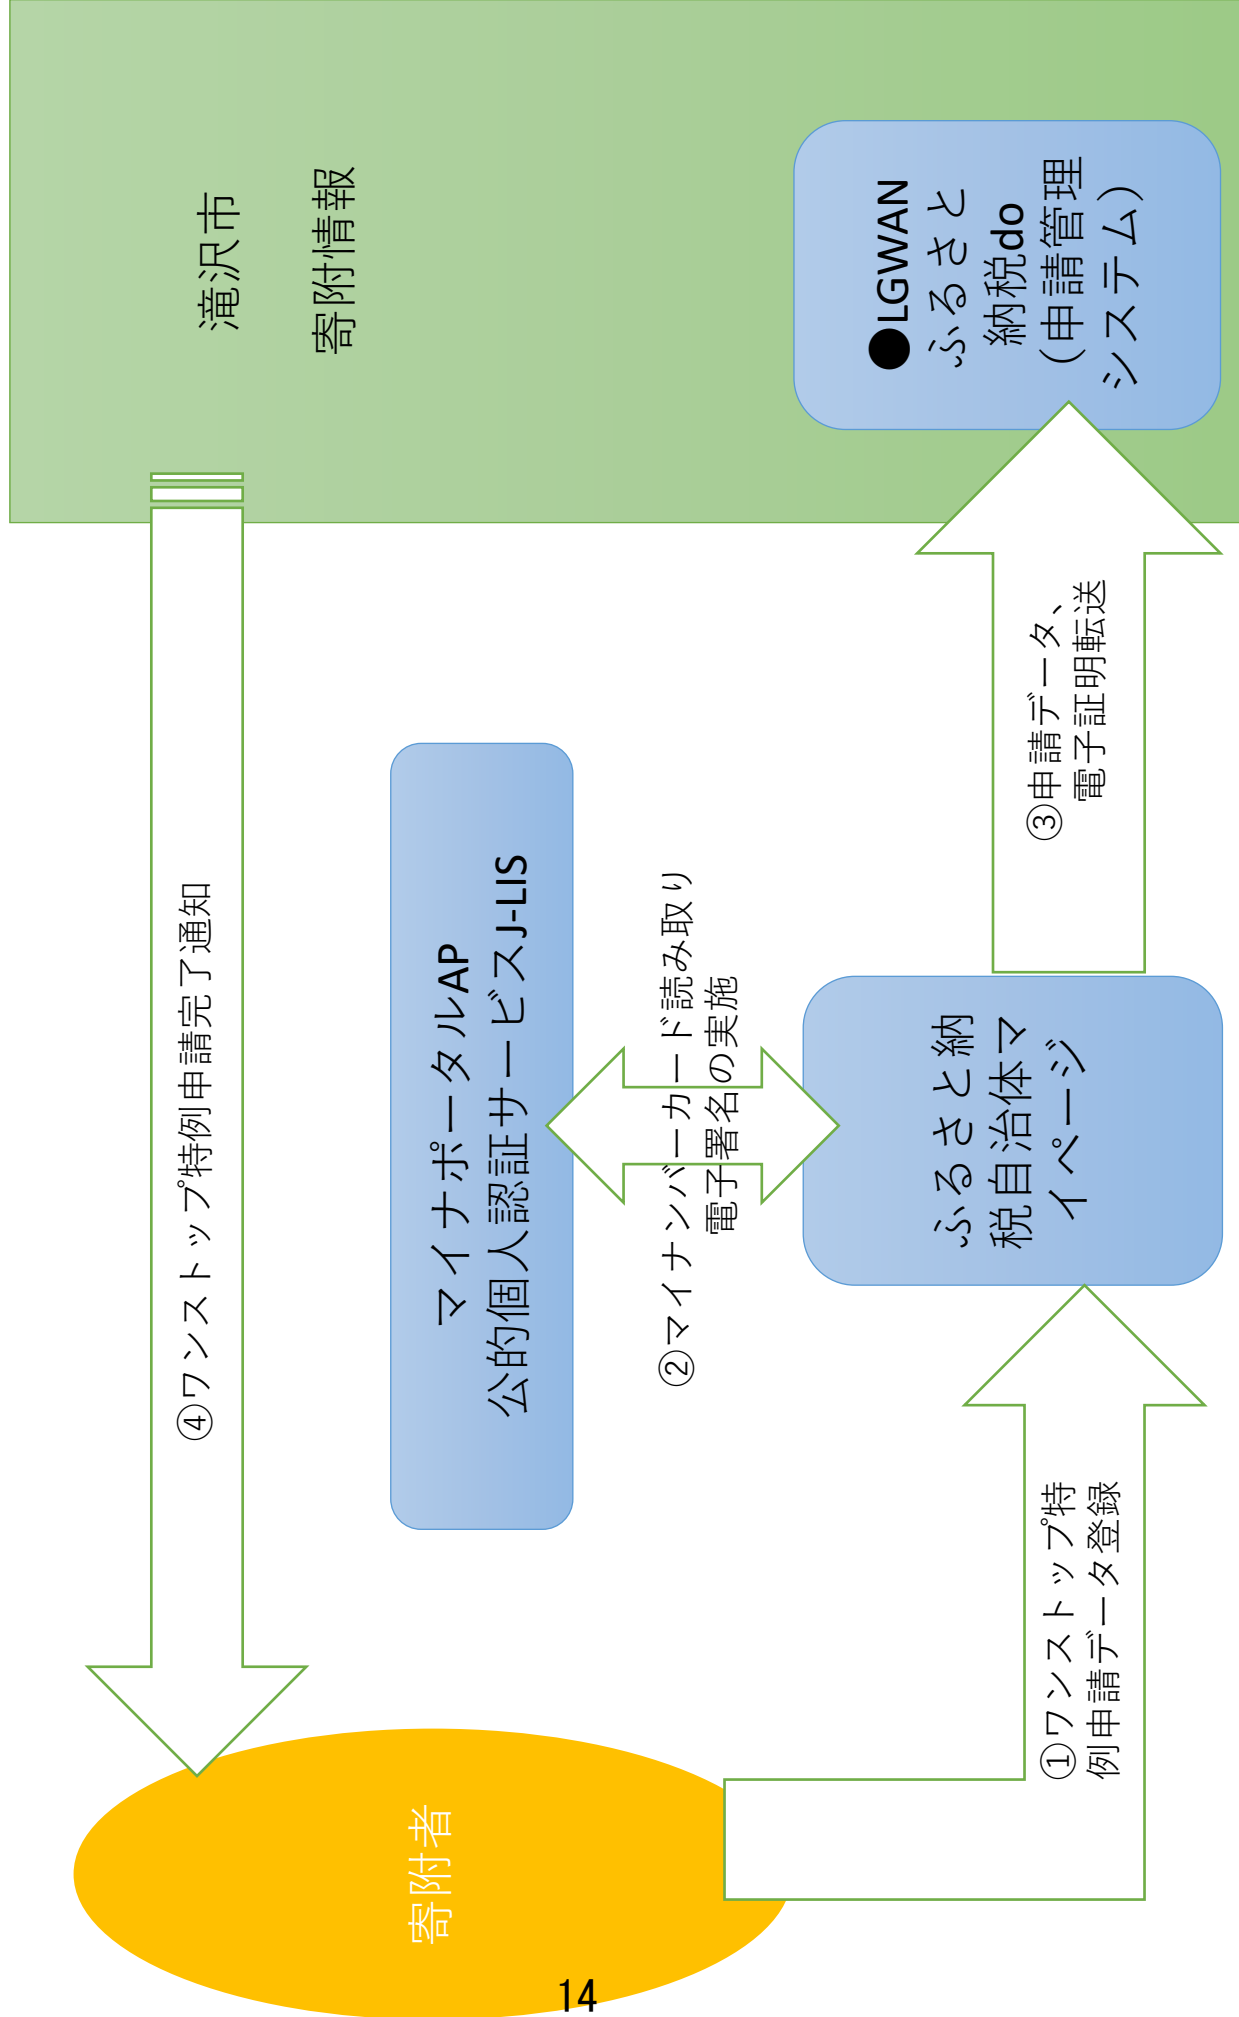 滝沢市
寄附情報
●LGWAN
ふるさと
納税do
（申請管理
システム）
④ワンストップ特例申請完了通知
マイナポータルAP
公的個人認証サービスJ-LIS
②マイナンバーカード読み取り
電子署名の実施
③申請データ、
電子証明転送
ふるさと納
税自治体マ
イページ
①ワンストップ特
例申請データ登録
寄附者
14